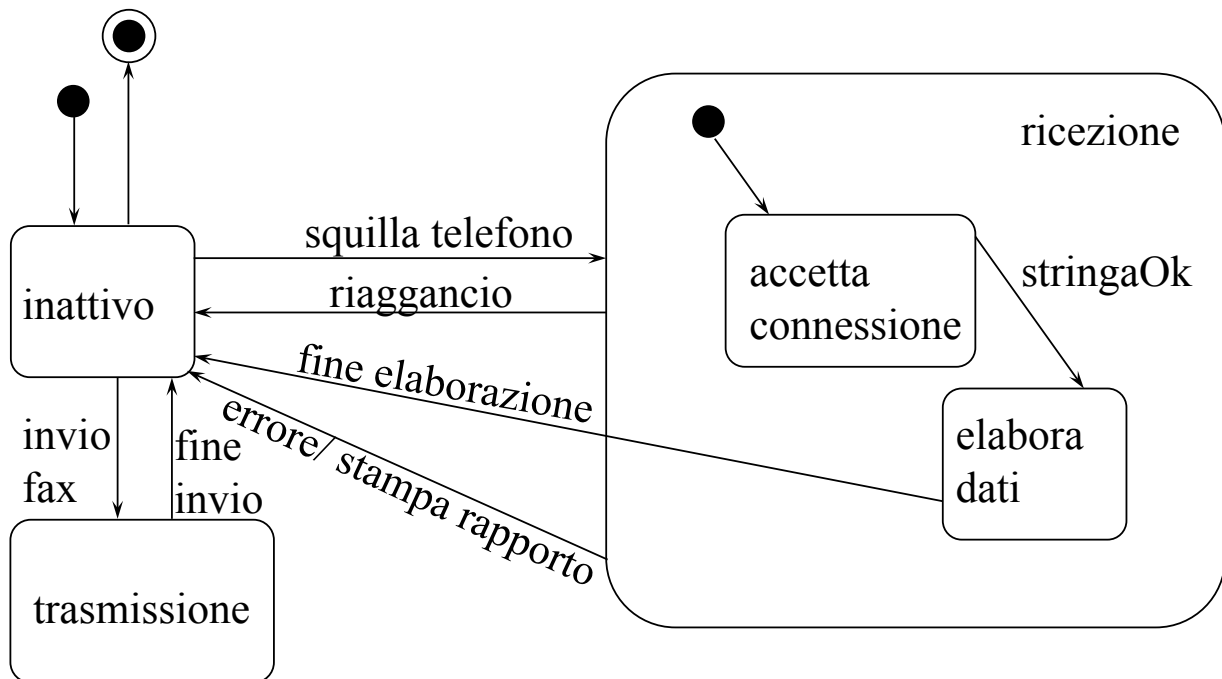 ricezione
squilla telefono
accetta
connessione
stringaOk
inattivo
riaggancio
fine elaborazione
errore/ stampa rapporto
elabora
dati
invio
fax
fine
invio
trasmissione